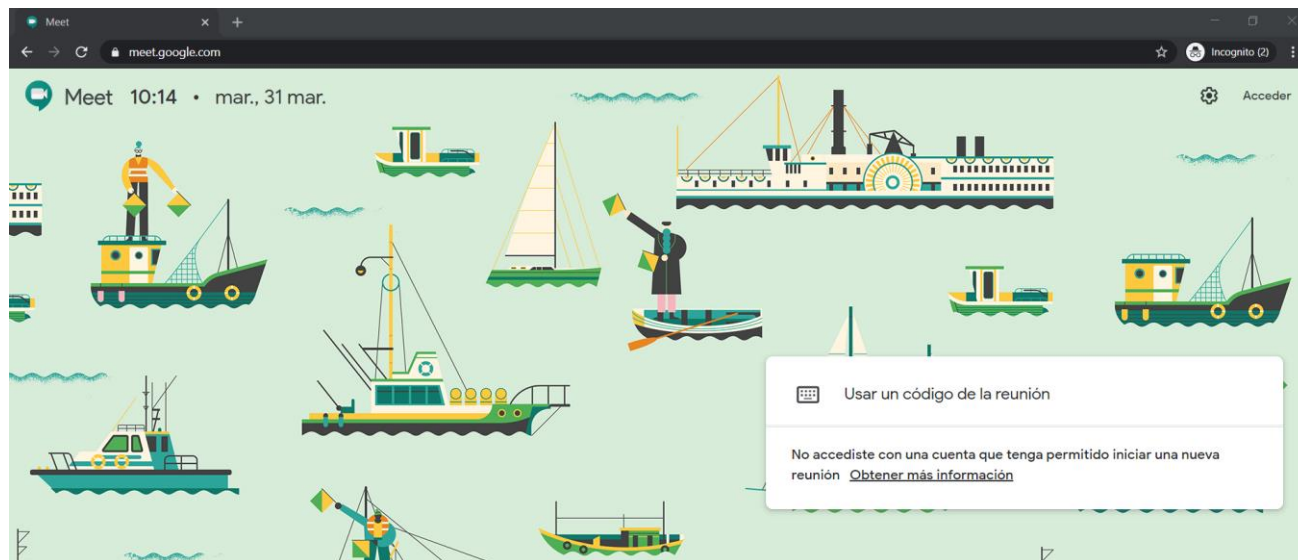 Meet
meet.google.com
Incognito (2)
Meet 10:14 • mar., 31 mar.
Acceder
Usar un código de la reunión
No accediste con una cuenta que tenga permitido iniciar una nueva
reunión Obtener más información